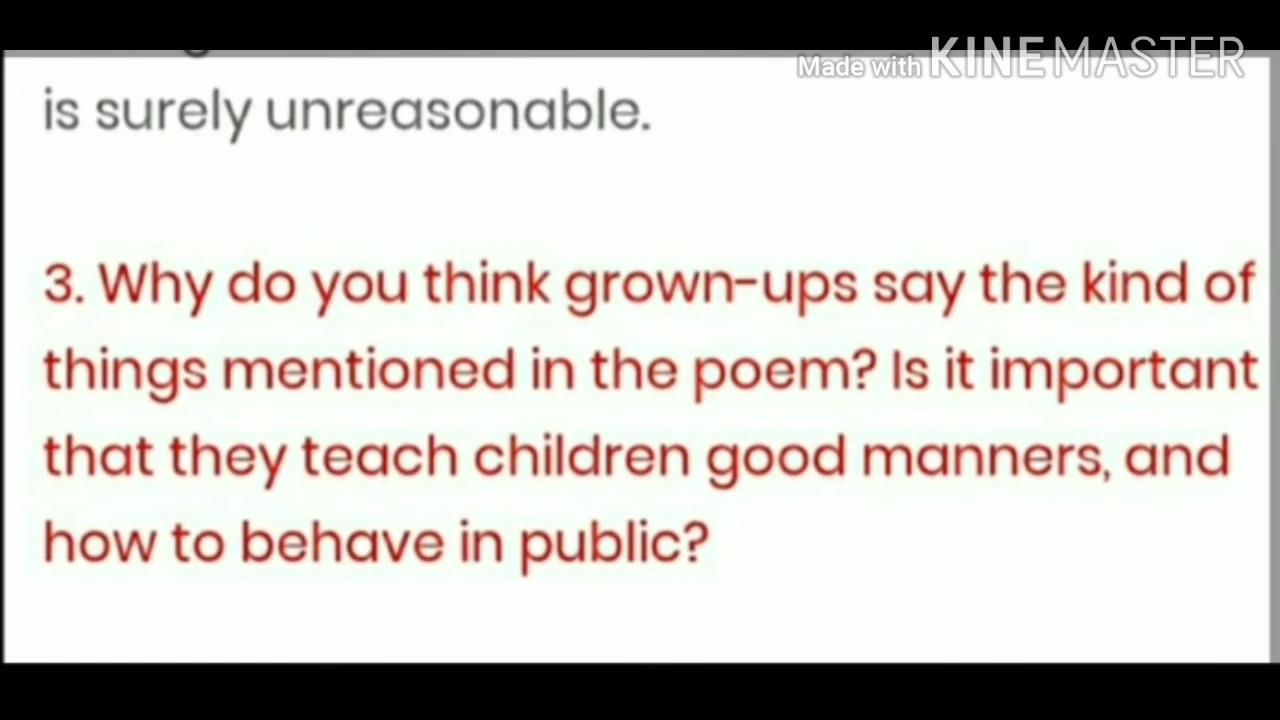 Made with KINEMASTER
is surely unreasonable.
3. Why do you think grown-ups say the kind of
things mentioned in the poem? Is it important
that they teach children good manners, and
how to behave in public?